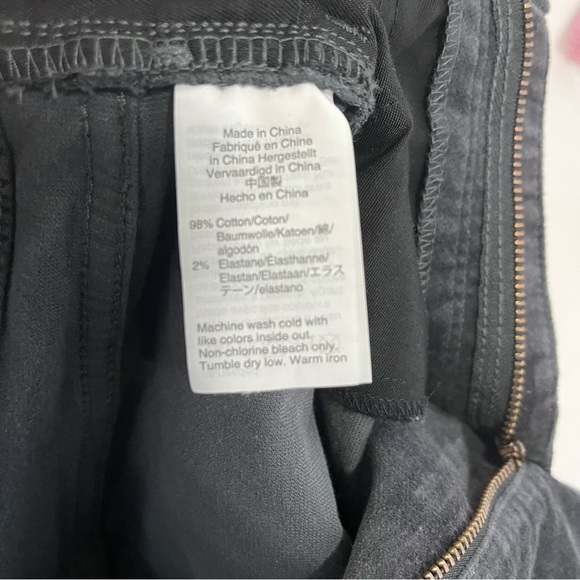 Made in China
Fabriqué en Chine
in China Hergestellt
Vervaardigd in China
中国製
Hecho en China
98% Cotton/Coton/
Baumwolle/Katoen/綿/
algodón
2% Elastane/Élasthanne/
Elastan/Elastaan/エラス
テーン/elastano
Machine wash cold with
like colors inside out.
Non-chlorine bleach only.
Tumble dry low. Warm iron